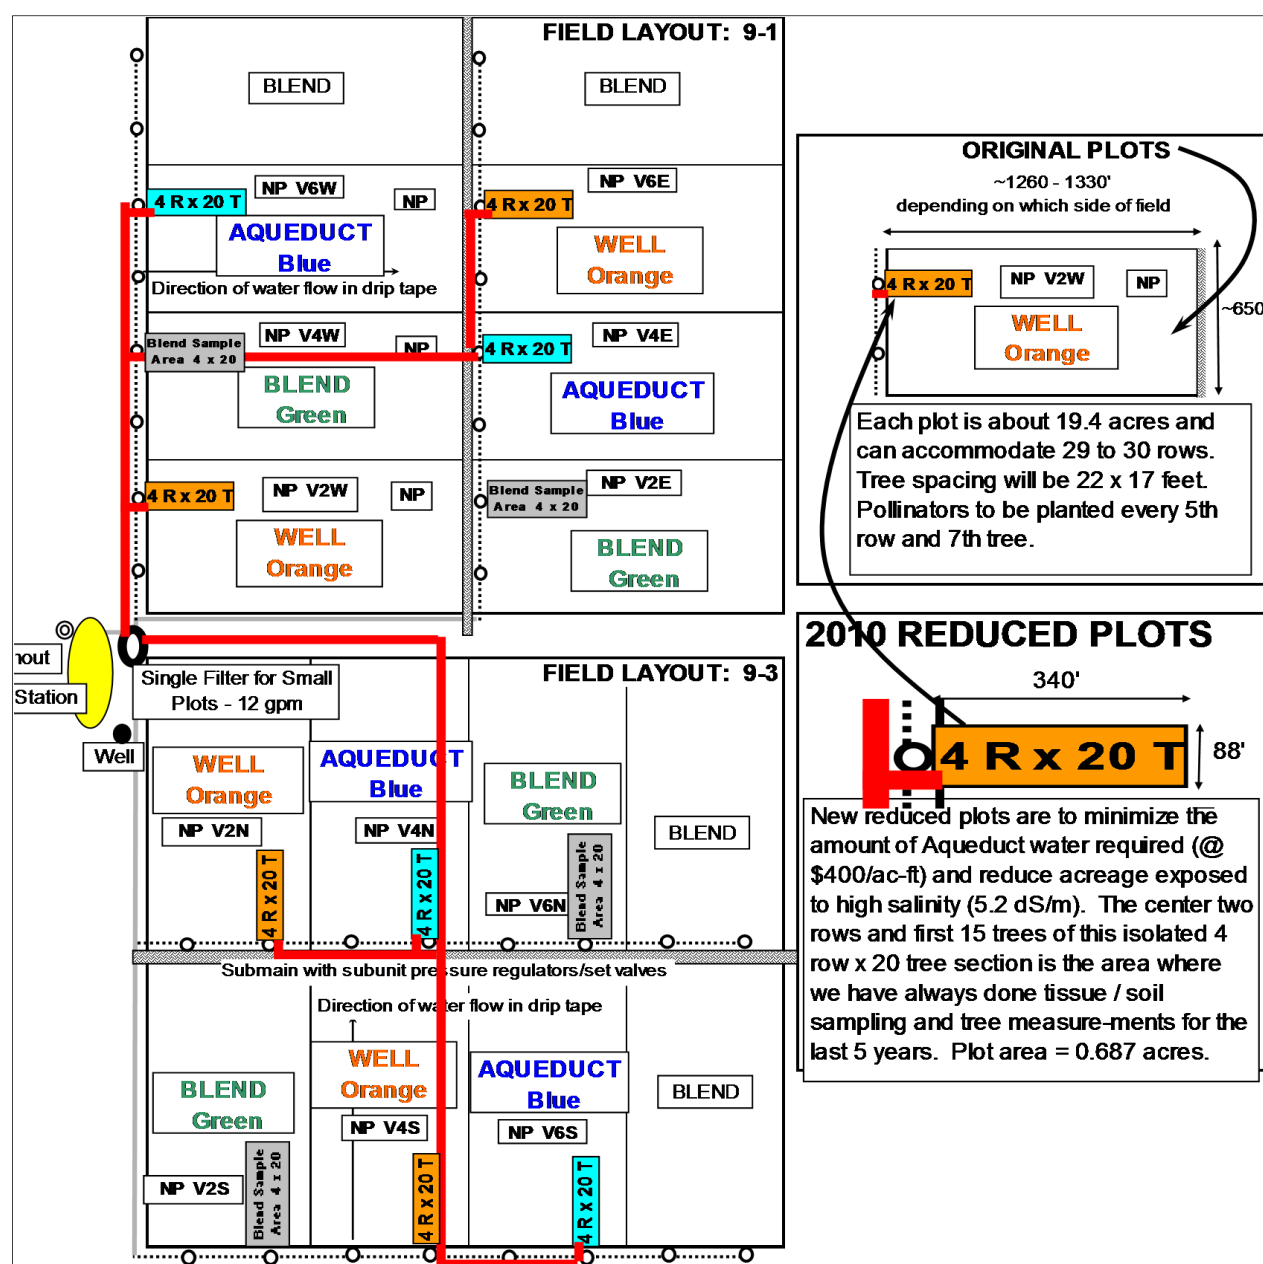 FIELD LAYOUT: 9-1
BLEND
BLEND
NP V6W
NP
4 R x 20 T
AQUEDUCT
Blue
Direction of water flow in drip tape
NP V6E
4 R x 20 T
WELL
Orange
NP V4W
NP
Blend Sample
Area 4 x 20
BLEND
Green
NP V4E
4 R x 20 T
AQUEDUCT
Blue
NP V2W
NP
4 R x 20 T
WELL
Orange
NP V2E
Blend Sample
Area 4 x 20
BLEND
Green
Station
Well
Single Filter for Small
Plots - 12 gpm
FIELD LAYOUT: 9-3
WELL
Orange
NP V2N
4 R x 20 T
AQUEDUCT
Blue
NP V4N
4 R x 20 T
BLEND
Green
NP V6N
Blend Sample
Area 4 x 20
BLEND
Submain with subunit pressure regulators/set valves
Direction of water flow in drip tape
BLEND
Green
NP V2S
Blend Sample
Area 4 x 20
WELL
Orange
NP V4S
4 R x 20 T
AQUEDUCT
Blue
NP V6S
4 R x 20 T
BLEND
ORIGINAL PLOTS
~1260 - 1330'
depending on which side of field
4 R x 20 T
NP V2W
NP
WELL
Orange
~650
Each plot is about 19.4 acres and
can accommodate 29 to 30 rows.
Tree spacing will be 22 x 17 feet.
Pollinators to be planted every 5th
row and 7th tree.
2010 REDUCED PLOTS
340'
4 R x 20 T
88'
New reduced plots are to minimize the
amount of Aqueduct water required (@
$400/ac-ft) and reduce acreage exposed
to high salinity (5.2 dS/m). The center two
rows and first 15 trees of this isolated 4
row x 20 tree section is the area where
we have always done tissue / soil
sampling and tree measure-ments for the
last 5 years. Plot area = 0.687 acres.